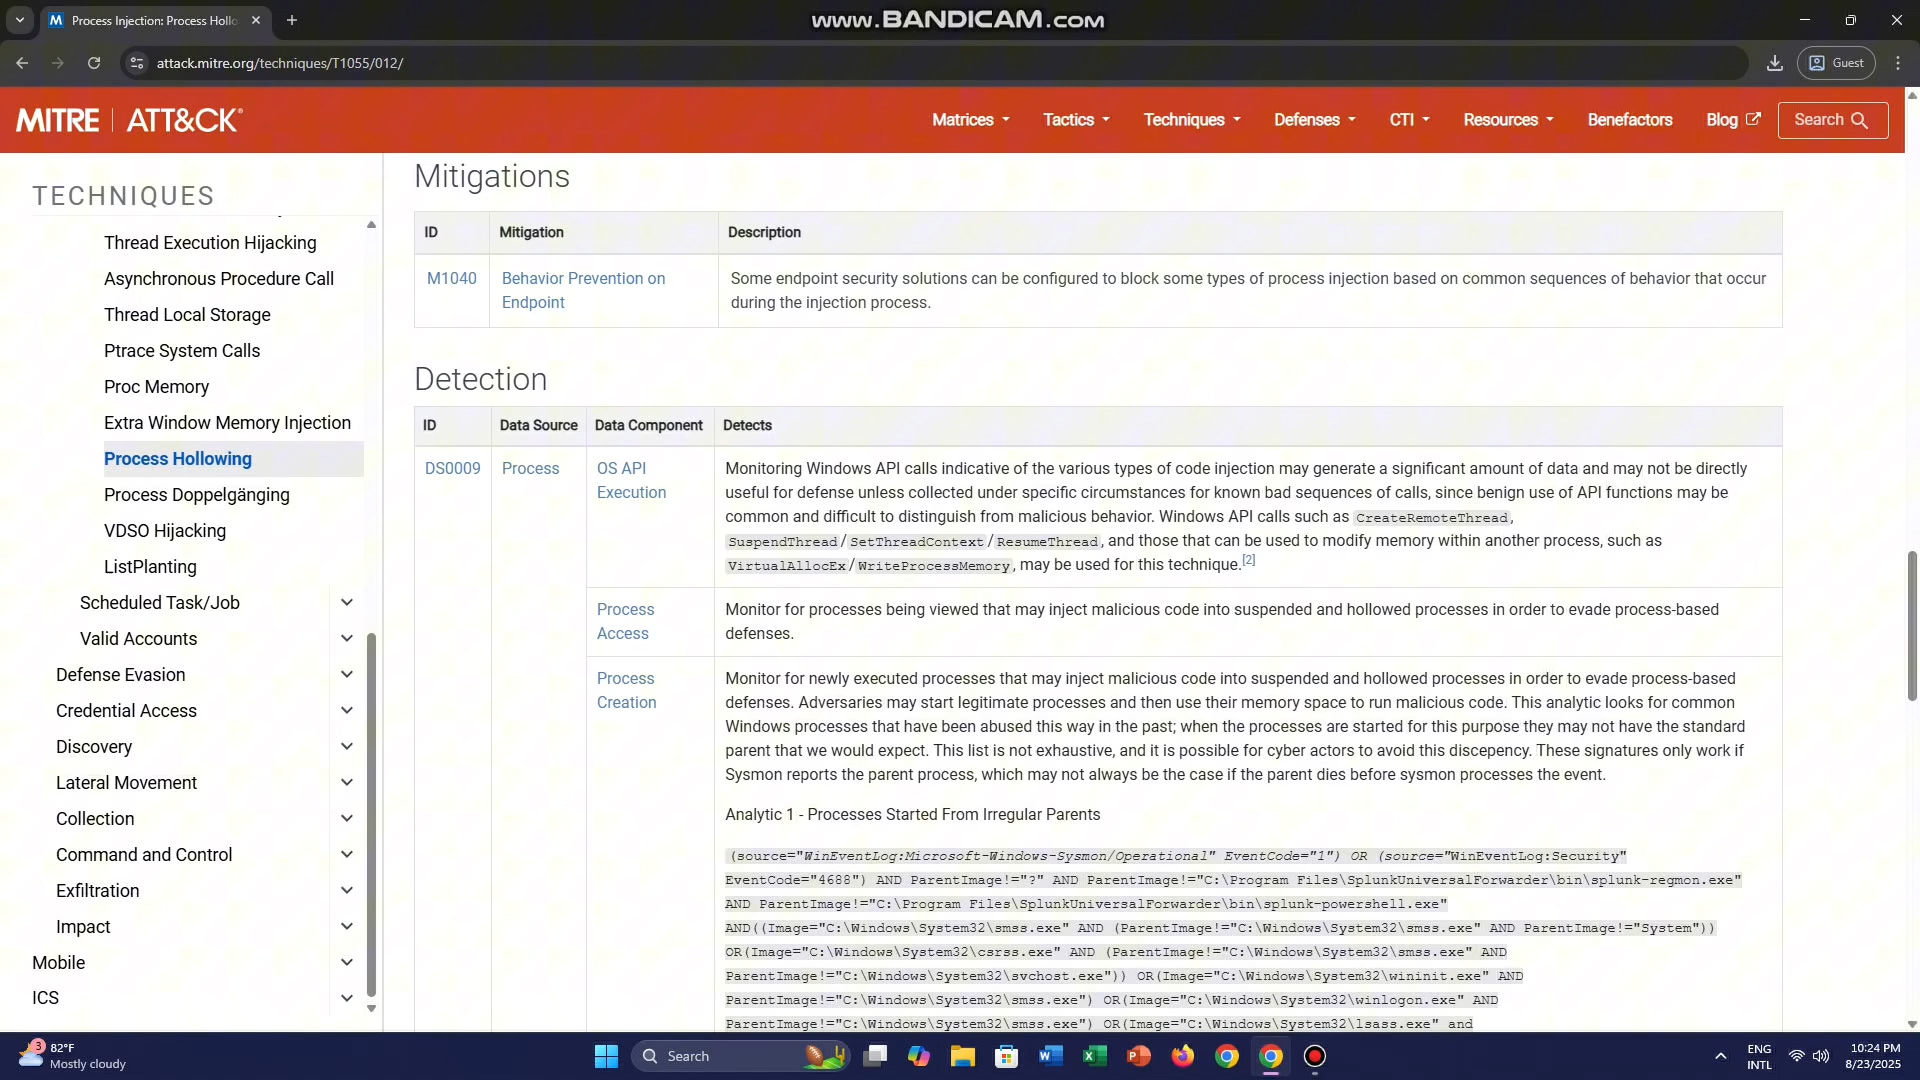 www.BANDICAM.com
Process Injection: Process Hollo
attack.mitre.org/techniques/T1055/012/
Guest
MITRE | ATT&CK®
Matrices
Tactics
Techniques
Defenses
CTI
Resources
Benefactors
Blog
Search
TECHNIQUES
Thread Execution Hijacking
Asynchronous Procedure Call
Thread Local Storage
Ptrace System Calls
Proc Memory
Extra Window Memory Injection
Process Hollowing
Process Doppelgänging
VDSO Hijacking
ListPlanting
Scheduled Task/Job
Valid Accounts
Defense Evasion
Credential Access
Discovery
Lateral Movement
Collection
Command and Control
Exfiltration
Impact
Mobile
ICS
Mitigations
ID Mitigation Description
M1040 Behavior Prevention on Endpoint
Some endpoint security solutions can be configured to block some types of process injection based on common sequences of behavior that occur
during the injection process.
Detection
ID Data Source Data Component Detects
DS0009 Process OS API
Execution
Monitoring Windows API calls indicative of the various types of code injection may generate a significant amount of data and may not be directly
useful for defense unless collected under specific circumstances for known bad sequences of calls, since benign use of API functions may be
common and difficult to distinguish from malicious behavior. Windows API calls such as CreateRemoteThread,
SuspendThread/SetThreadContext/ResumeThread, and those that can be used to modify memory within another process, such as
VirtualAllocEx/WriteProcessMemory, may be used for this technique.[2]
Process
Access
Monitor for processes being viewed that may inject malicious code into suspended and hollowed processes in order to evade process-based
defenses.
Process
Creation
Monitor for newly executed processes that may inject malicious code into suspended and hollowed processes in order to evade process-based
defenses. Adversaries may start legitimate processes and then use their memory space to run malicious code. This analytic looks for common
Windows processes that have been abused this way in the past; when the processes are started for this purpose they may not have the standard
parent that we would expect. This list is not exhaustive, and it is possible for cyber actors to avoid this discepency. These signatures only work if
Sysmon reports the parent process, which may not always be the case if the parent dies before sysmon processes the event.
Analytic 1 - Processes Started From Irregular Parents
(source="WinEventLog:Microsoft-Windows-Sysmon/Operational" EventCode="1") OR (source="WinEventLog:Security"
EventCode="4688") AND ParentImage!="?" AND ParentImage!="C:\Program Files\SplunkUniversalForwarder\bin\splunk-regmon.exe"
AND ParentImage!="C:\Program Files\SplunkUniversalForwarder\bin\splunk-powershell.exe"
AND((Image="C:\Windows\System32\smss.exe" AND (ParentImage!="C:\Windows\System32\smss.exe" AND ParentImage!="System"))
OR(Image="C:\Windows\System32\csrss.exe" AND (ParentImage!="C:\Windows\System32\smss.exe" AND
ParentImage!="C:\Windows\System32\svchost.exe")) OR(Image="C:\Windows\System32\wininit.exe" AND
ParentImage!="C:\Windows\System32\smss.exe") OR(Image="C:\Windows\System32\winlogon.exe" AND
ParentImage!="C:\Windows\System32\smss.exe") OR(Image="C:\Windows\System32\lsass.exe" and
3
82°F
Mostly cloudy
Search
ENG
INTL
10:24 PM
8/23/2025